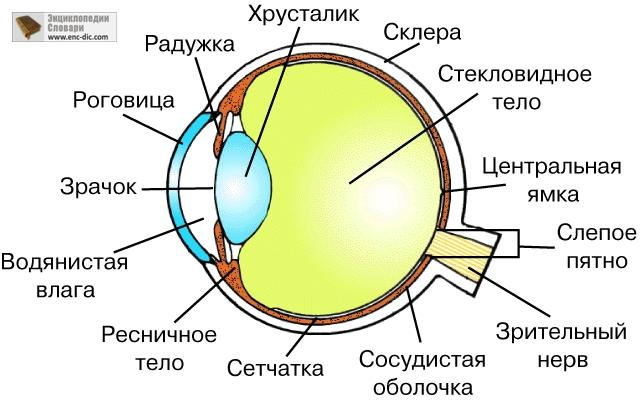 Энциклопедии
Словари
www.enc-dic.com
Хрусталик
Радужка
Склера
Роговица
Стекловидное
тело
Зрачок
Центральная
ямка
Водянистая
влага
Слепое
пятно
Ресничное
тело
Сетчатка
Сосудистая
оболочка
Зрительный
нерв